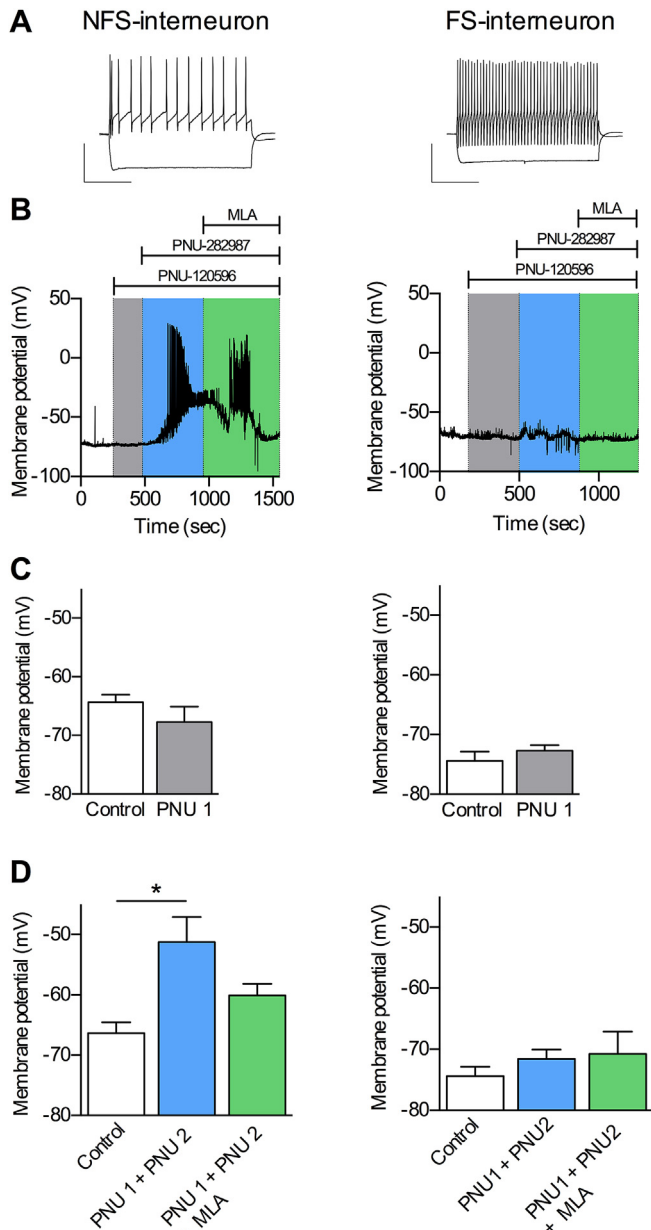 A
NFS-interneuron
FS-interneuron
B
MLA
PNU-282987
PNU-120596
50
0
-50
-100
Membrane potential (mV)
0 500 1000 1500
Time (sec)
MLA
PNU-282987
PNU-120596
50
0
-50
-100
Membrane potential (mV)
0 500 1000
Time (sec)
C
-50
-60
-70
-80
Membrane potential (mV)
Control PNU 1
-50
-60
-70
-80
Membrane potential (mV)
Control PNU 1
D
*
-50
-60
-70
-80
Membrane potential (mV)
Control
PNU 1 + PNU 2
PNU 1 + PNU 2
MLA
-50
-60
-70
-80
Membrane potential (mV)
Control
PNU1 + PNU2
PNU1 + PNU2
+ MLA